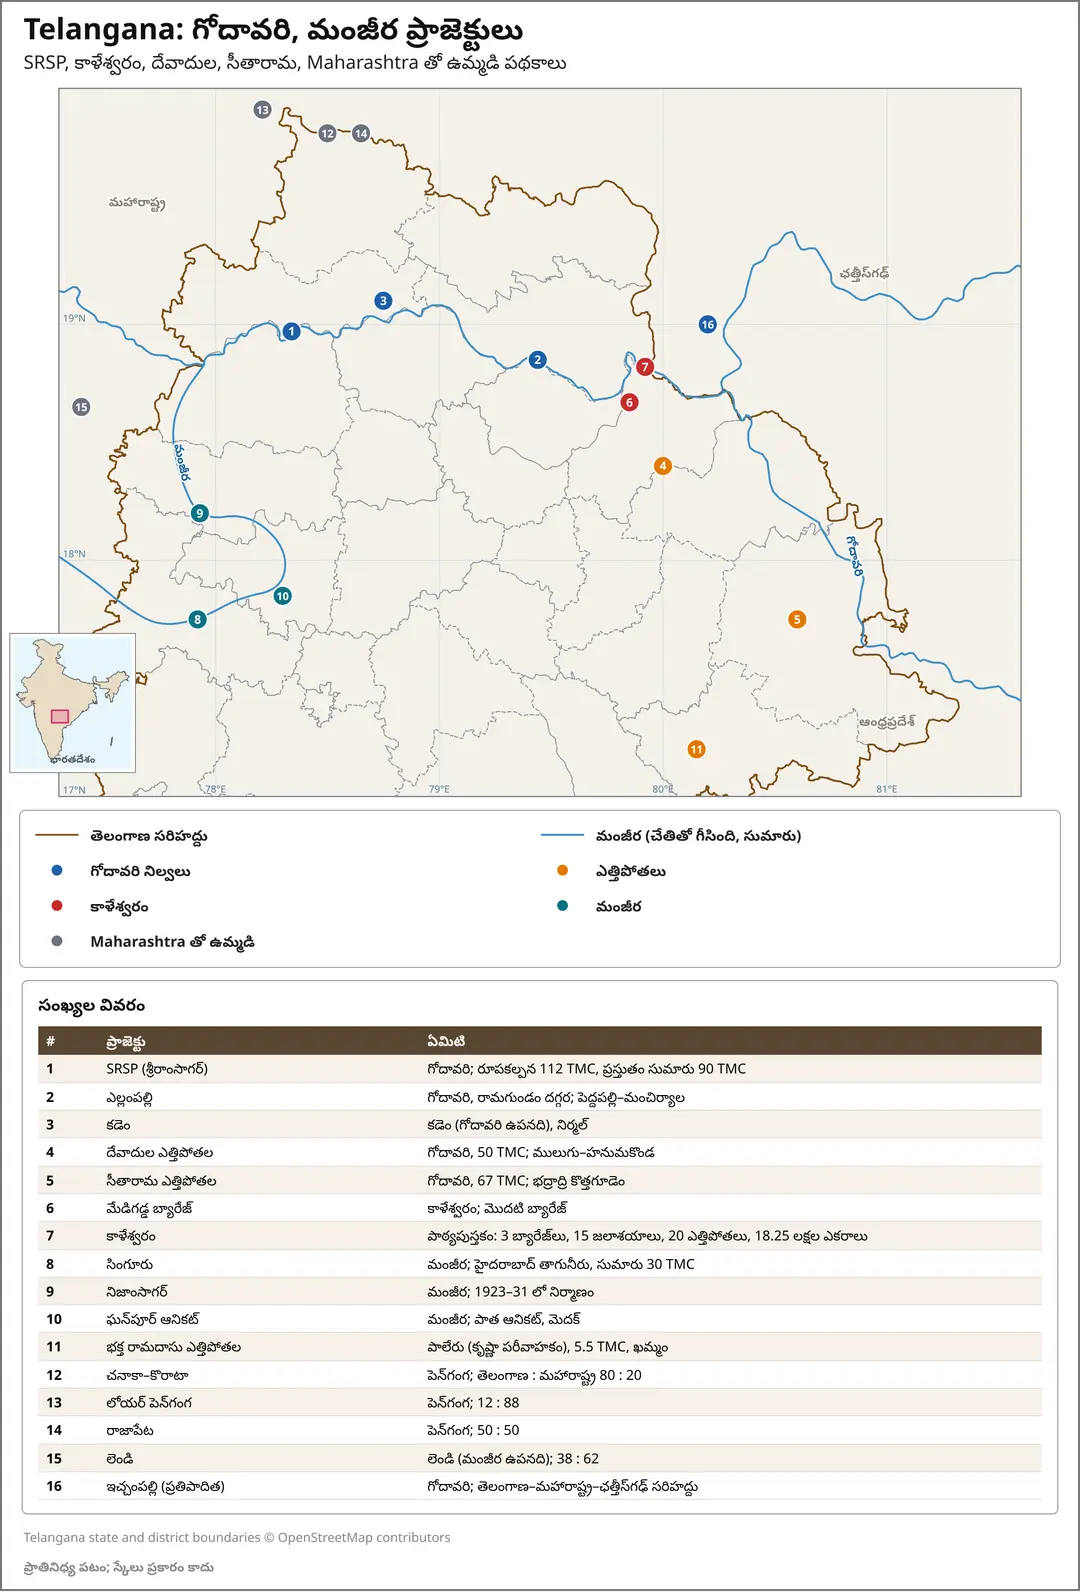 Telangana: గోదావరి, మంజీర ప్రాజెక్టులు
SRSP, కాళేశ్వరం, దేవాదుల, సీతారామ, Maharashtra తో ఉమ్మడి పథకాలు
13
12
14
మహారాష్ట్ర
ఛత్తీస్‌గఢ్
3
19°N
1
16
2
7
15
6
మంజీర
4
9
18°N
గోదావరి
10
8
5
ఆంధ్రప్రదేశ్
11
భారతదేశం
17°N
78°E
79°E
80°E
81°E
తెలంగాణ సరిహద్దు
మంజీర (చేతితో గీసింది, సుమారు)
గోదావరి నిల్వలు
ఎత్తిపోతలు
కాళేశ్వరం
మంజీర
Maharashtra తో ఉమ్మడి
సంఖ్యల వివరం
# ప్రాజెక్టు ఏమిటి
1 SRSP (శ్రీరాంసాగర్) గోదావరి; రూపకల్పన 112 TMC, ప్రస్తుతం సుమారు 90 TMC
2 ఎల్లంపల్లి గోదావరి, రామగుండం దగ్గర; పెద్దపల్లి–మంచిర్యాల
3 కడెం కడెం (గోదావరి ఉపనది), నిర్మల్
4 దేవాదుల ఎత్తిపోతల గోదావరి, 50 TMC; ములుగు–హనుమకొండ
5 సీతారామ ఎత్తిపోతల గోదావరి, 67 TMC; భద్రాద్రి కొత్తగూడెం
6 మేడిగడ్డ బ్యారేజ్ కాళేశ్వరం; మొదటి బ్యారేజ్
7 కాళేశ్వరం పాఠ్యపుస్తకం: 3 బ్యారేజ్‌లు, 15 జలాశయాలు, 20 ఎత్తిపోతలు, 18.25 లక్షల ఎకరాలు
8 సింగూరు మంజీర; హైదరాబాద్ తాగునీరు, సుమారు 30 TMC
9 నిజాంసాగర్ మంజీర; 1923–31 లో నిర్మాణం
10 ఘన్‌పూర్ ఆనికట్ మంజీర; పాత ఆనికట్, మెదక్
11 భక్త రామదాసు ఎత్తిపోతల పాలేరు (కృష్ణా పరీవాహకం), 5.5 TMC, ఖమ్మం
12 చనాకా–కొరాటా పెన్‌గంగ; తెలంగాణ : మహారాష్ట్ర 80 : 20
13 లోయర్ పెన్‌గంగ పెన్‌గంగ; 12 : 88
14 రాజాపేట పెన్‌గంగ; 50 : 50
15 లెండి లెండి (మంజీర ఉపనది); 38 : 62
16 ఇచ్చంపల్లి (ప్రతిపాదిత) గోదావరి; తెలంగాణ–మహారాష్ట్ర–ఛత్తీస్‌గఢ్ సరిహద్దు
Telangana state and district boundaries © OpenStreetMap contributors
ప్రాతినిధ్య పటం; స్కేలు ప్రకారం కాదు